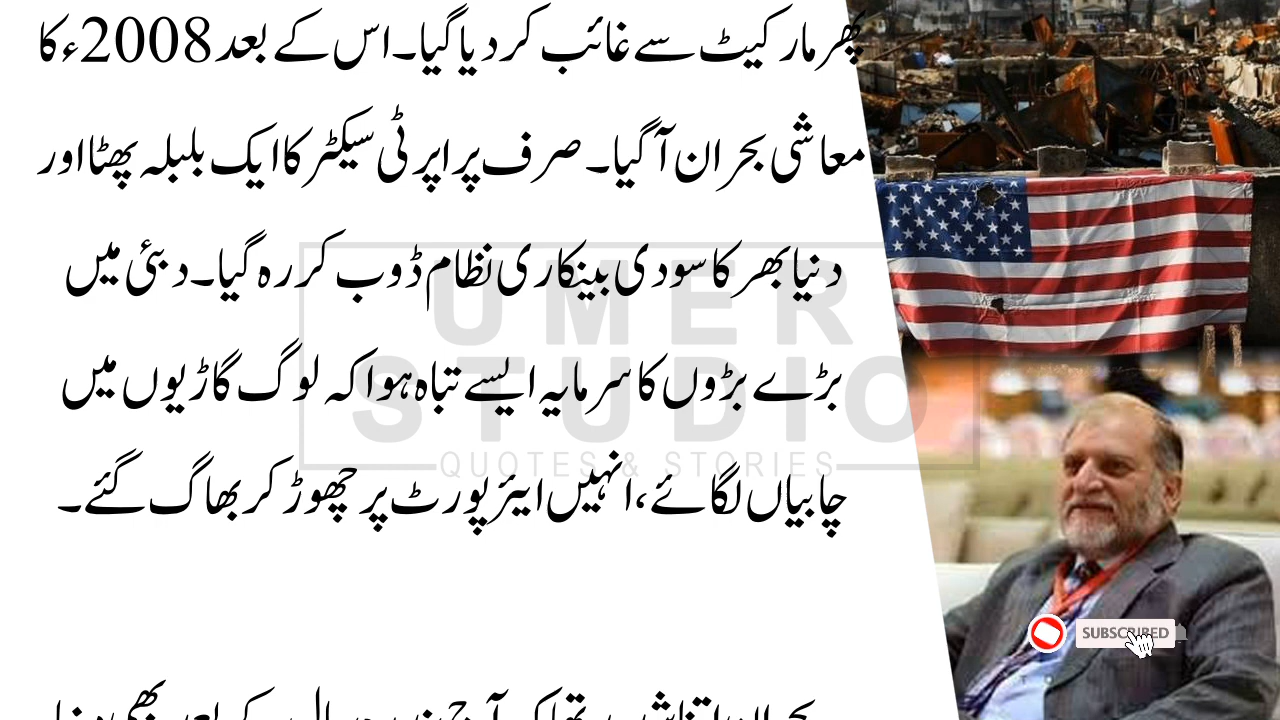 پھر مارکیٹ سے غائب کر دیا گیا۔ اس کے بعد 2008ء کا
معاشی بحران آ گیا۔ صرف پراپرٹی سیکٹر کا ایک بلبلہ پھٹا اور
دنیا بھر کا سودی بینکاری نظام ڈوب کر رہ گیا۔ دبئی میں
بڑے بڑوں کا سرمایہ ایسے تباہ ہوا کہ لوگ گاڑیوں میں
چابیاں لگائے، انہیں ایئرپورٹ پر چھوڑ کر بھاگ گئے۔
UMER
STUDIO
QUOTES & STORIES
SUBSCRIBED